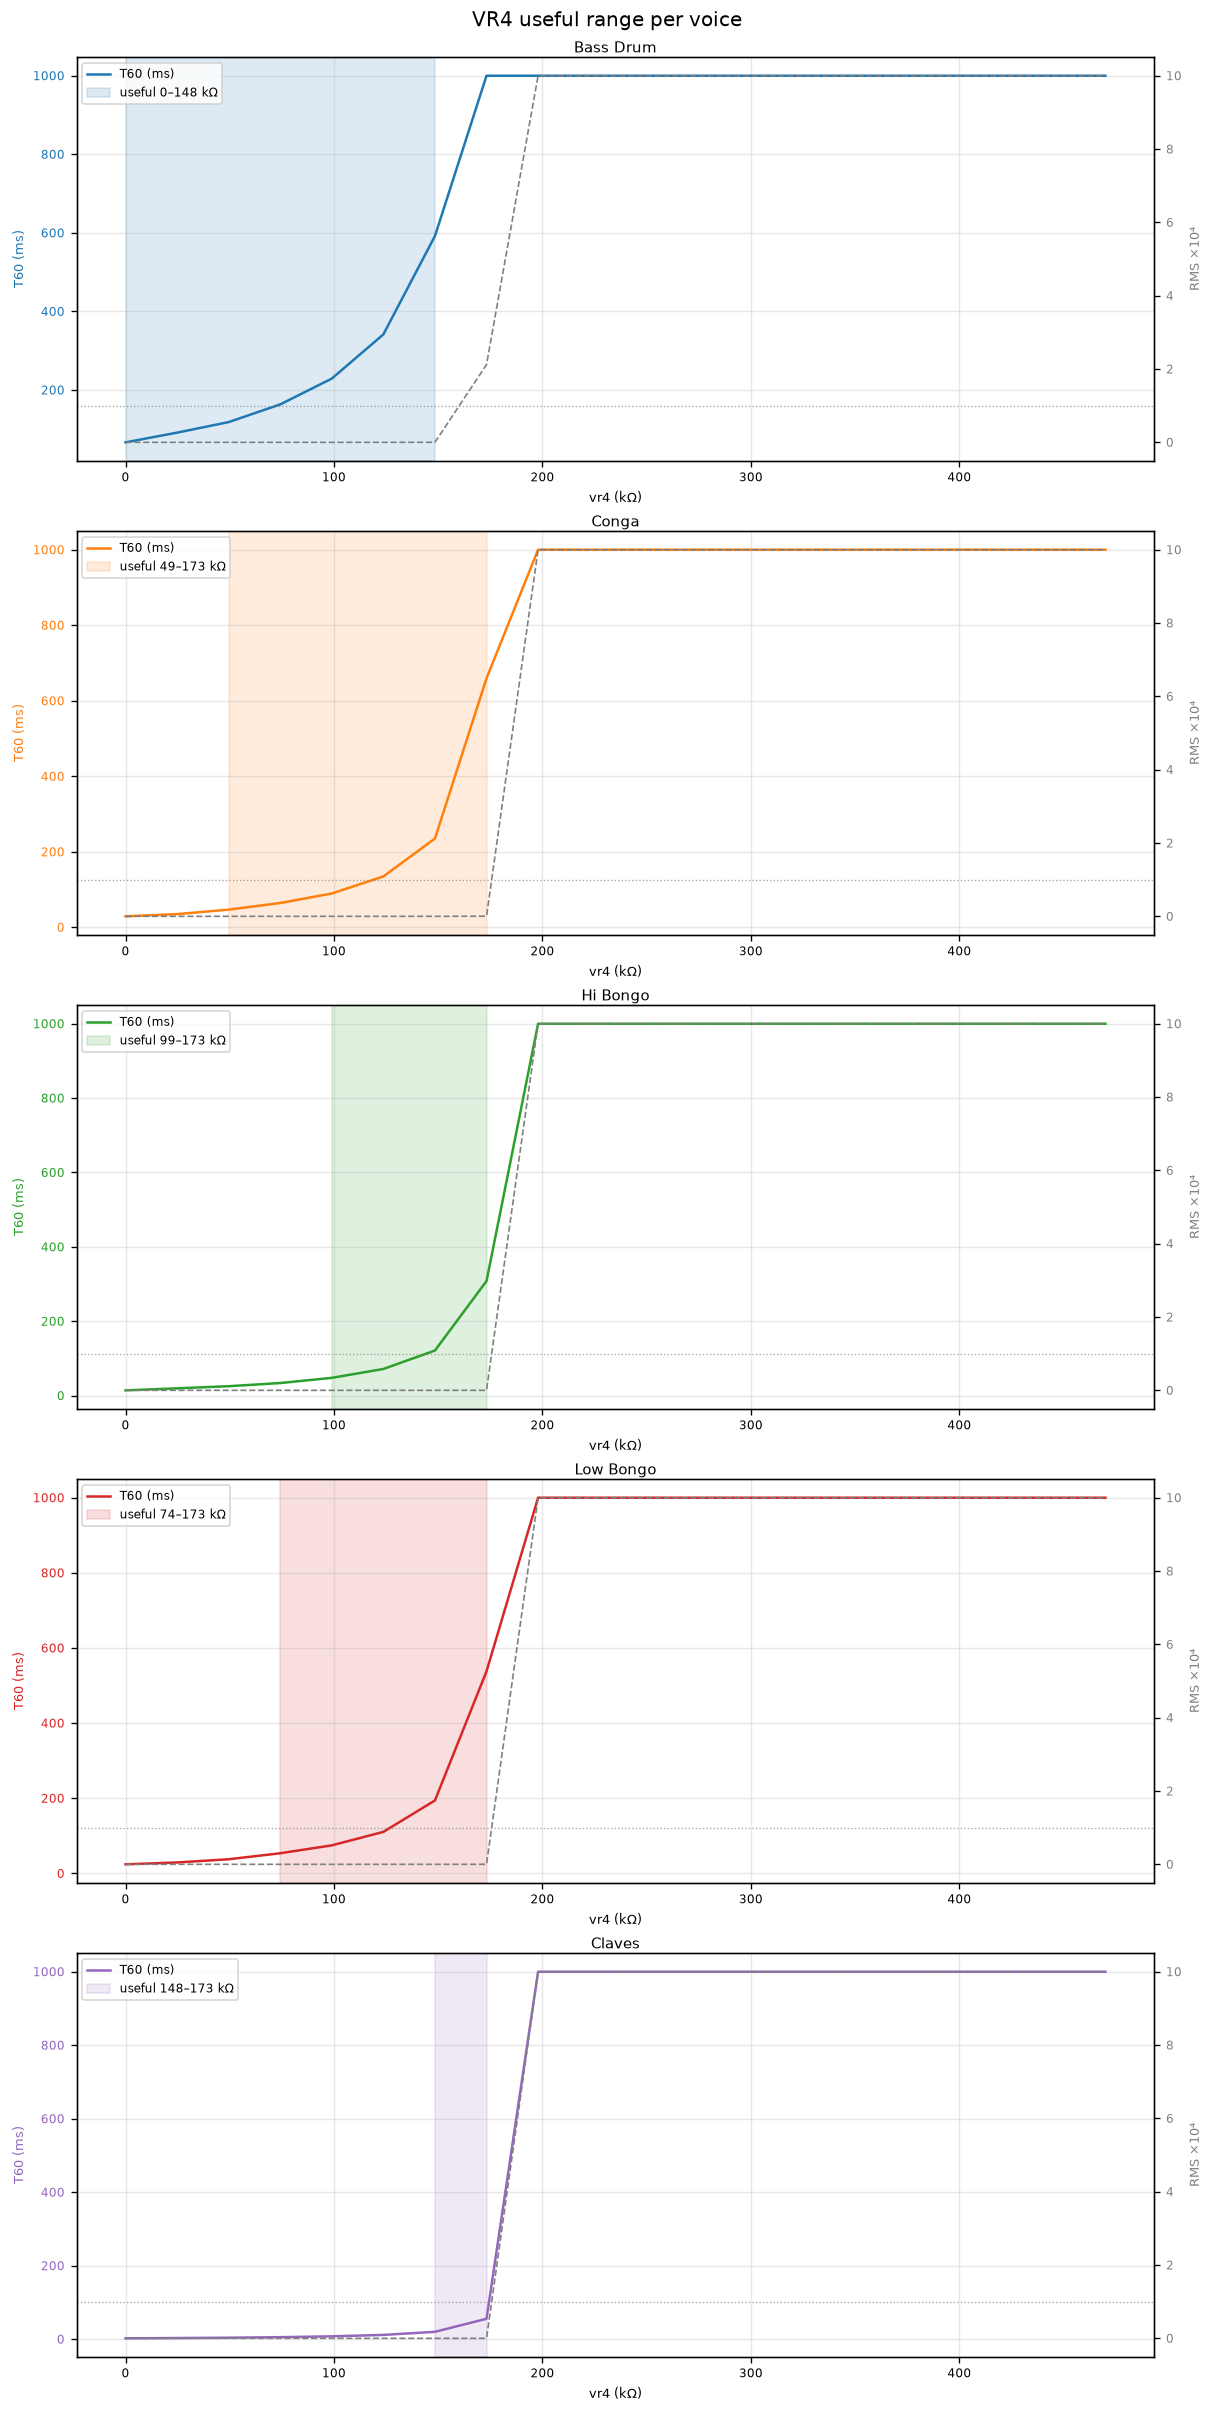 VR4 useful range per voice
Bass Drum
T60 (ms)
useful 0–148 kΩ
1000
800
600
400
200
T60 (ms)
10
8
6
4
2
0
RMS ×10⁴
0 100 200 300 400
vr4 (kΩ)
Conga
T60 (ms)
useful 49–173 kΩ
1000
800
600
400
200
0
T60 (ms)
10
8
6
4
2
0
RMS ×10⁴
0 100 200 300 400
vr4 (kΩ)
Hi Bongo
T60 (ms)
useful 99–173 kΩ
1000
800
600
400
200
0
T60 (ms)
10
8
6
4
2
0
RMS ×10⁴
0 100 200 300 400
vr4 (kΩ)
Low Bongo
T60 (ms)
useful 74–173 kΩ
1000
800
600
400
200
0
T60 (ms)
10
8
6
4
2
0
RMS ×10⁴
0 100 200 300 400
vr4 (kΩ)
Claves
T60 (ms)
useful 148–173 kΩ
1000
800
600
400
200
0
T60 (ms)
10
8
6
4
2
0
RMS ×10⁴
0 100 200 300 400
vr4 (kΩ)